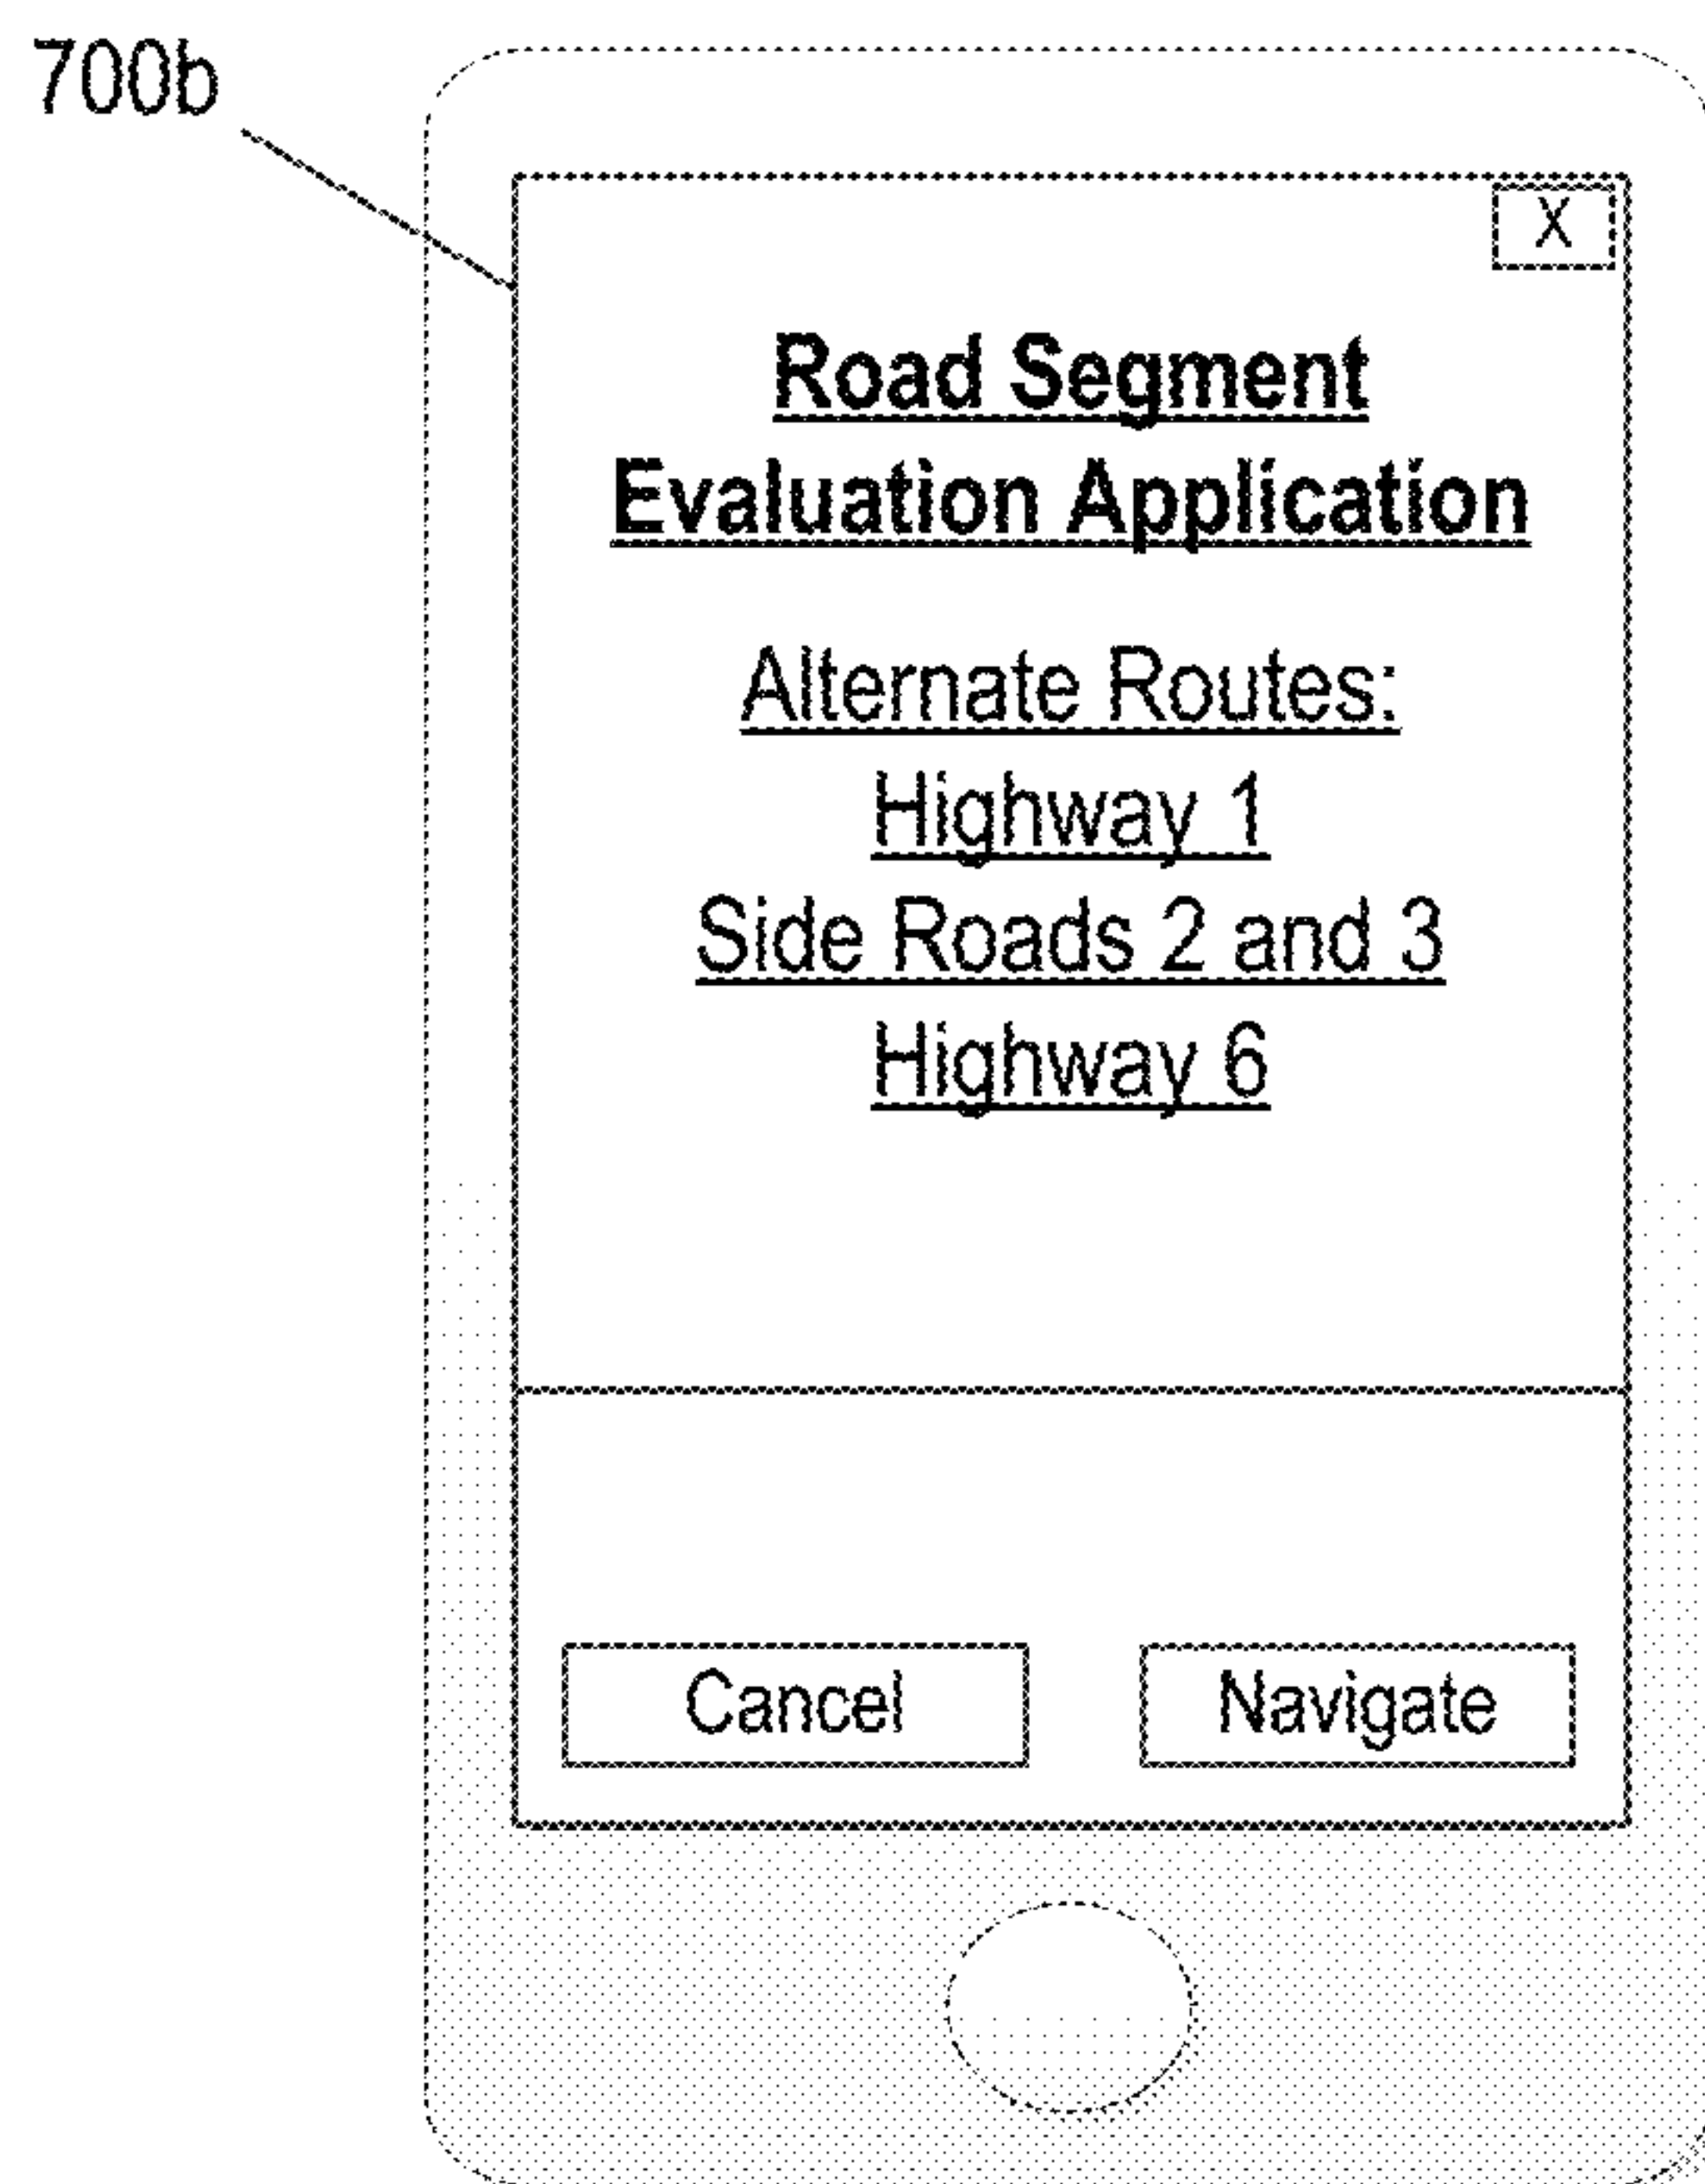 700b
X
Road Segment
Evaluation Application
Alternate Routes:
Highway 1
Side Roads 2 and 3
Highway 6
Cancel
Navigate